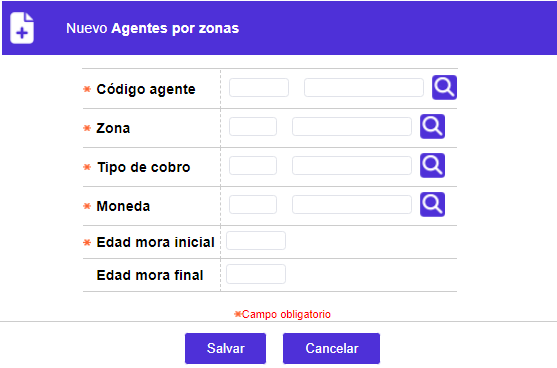 Nuevo Agentes por zonas
* Código agente
* Zona
* Tipo de cobro
* Moneda
* Edad mora inicial
Edad mora final
*Campo obligatorio
Salvar Cancelar